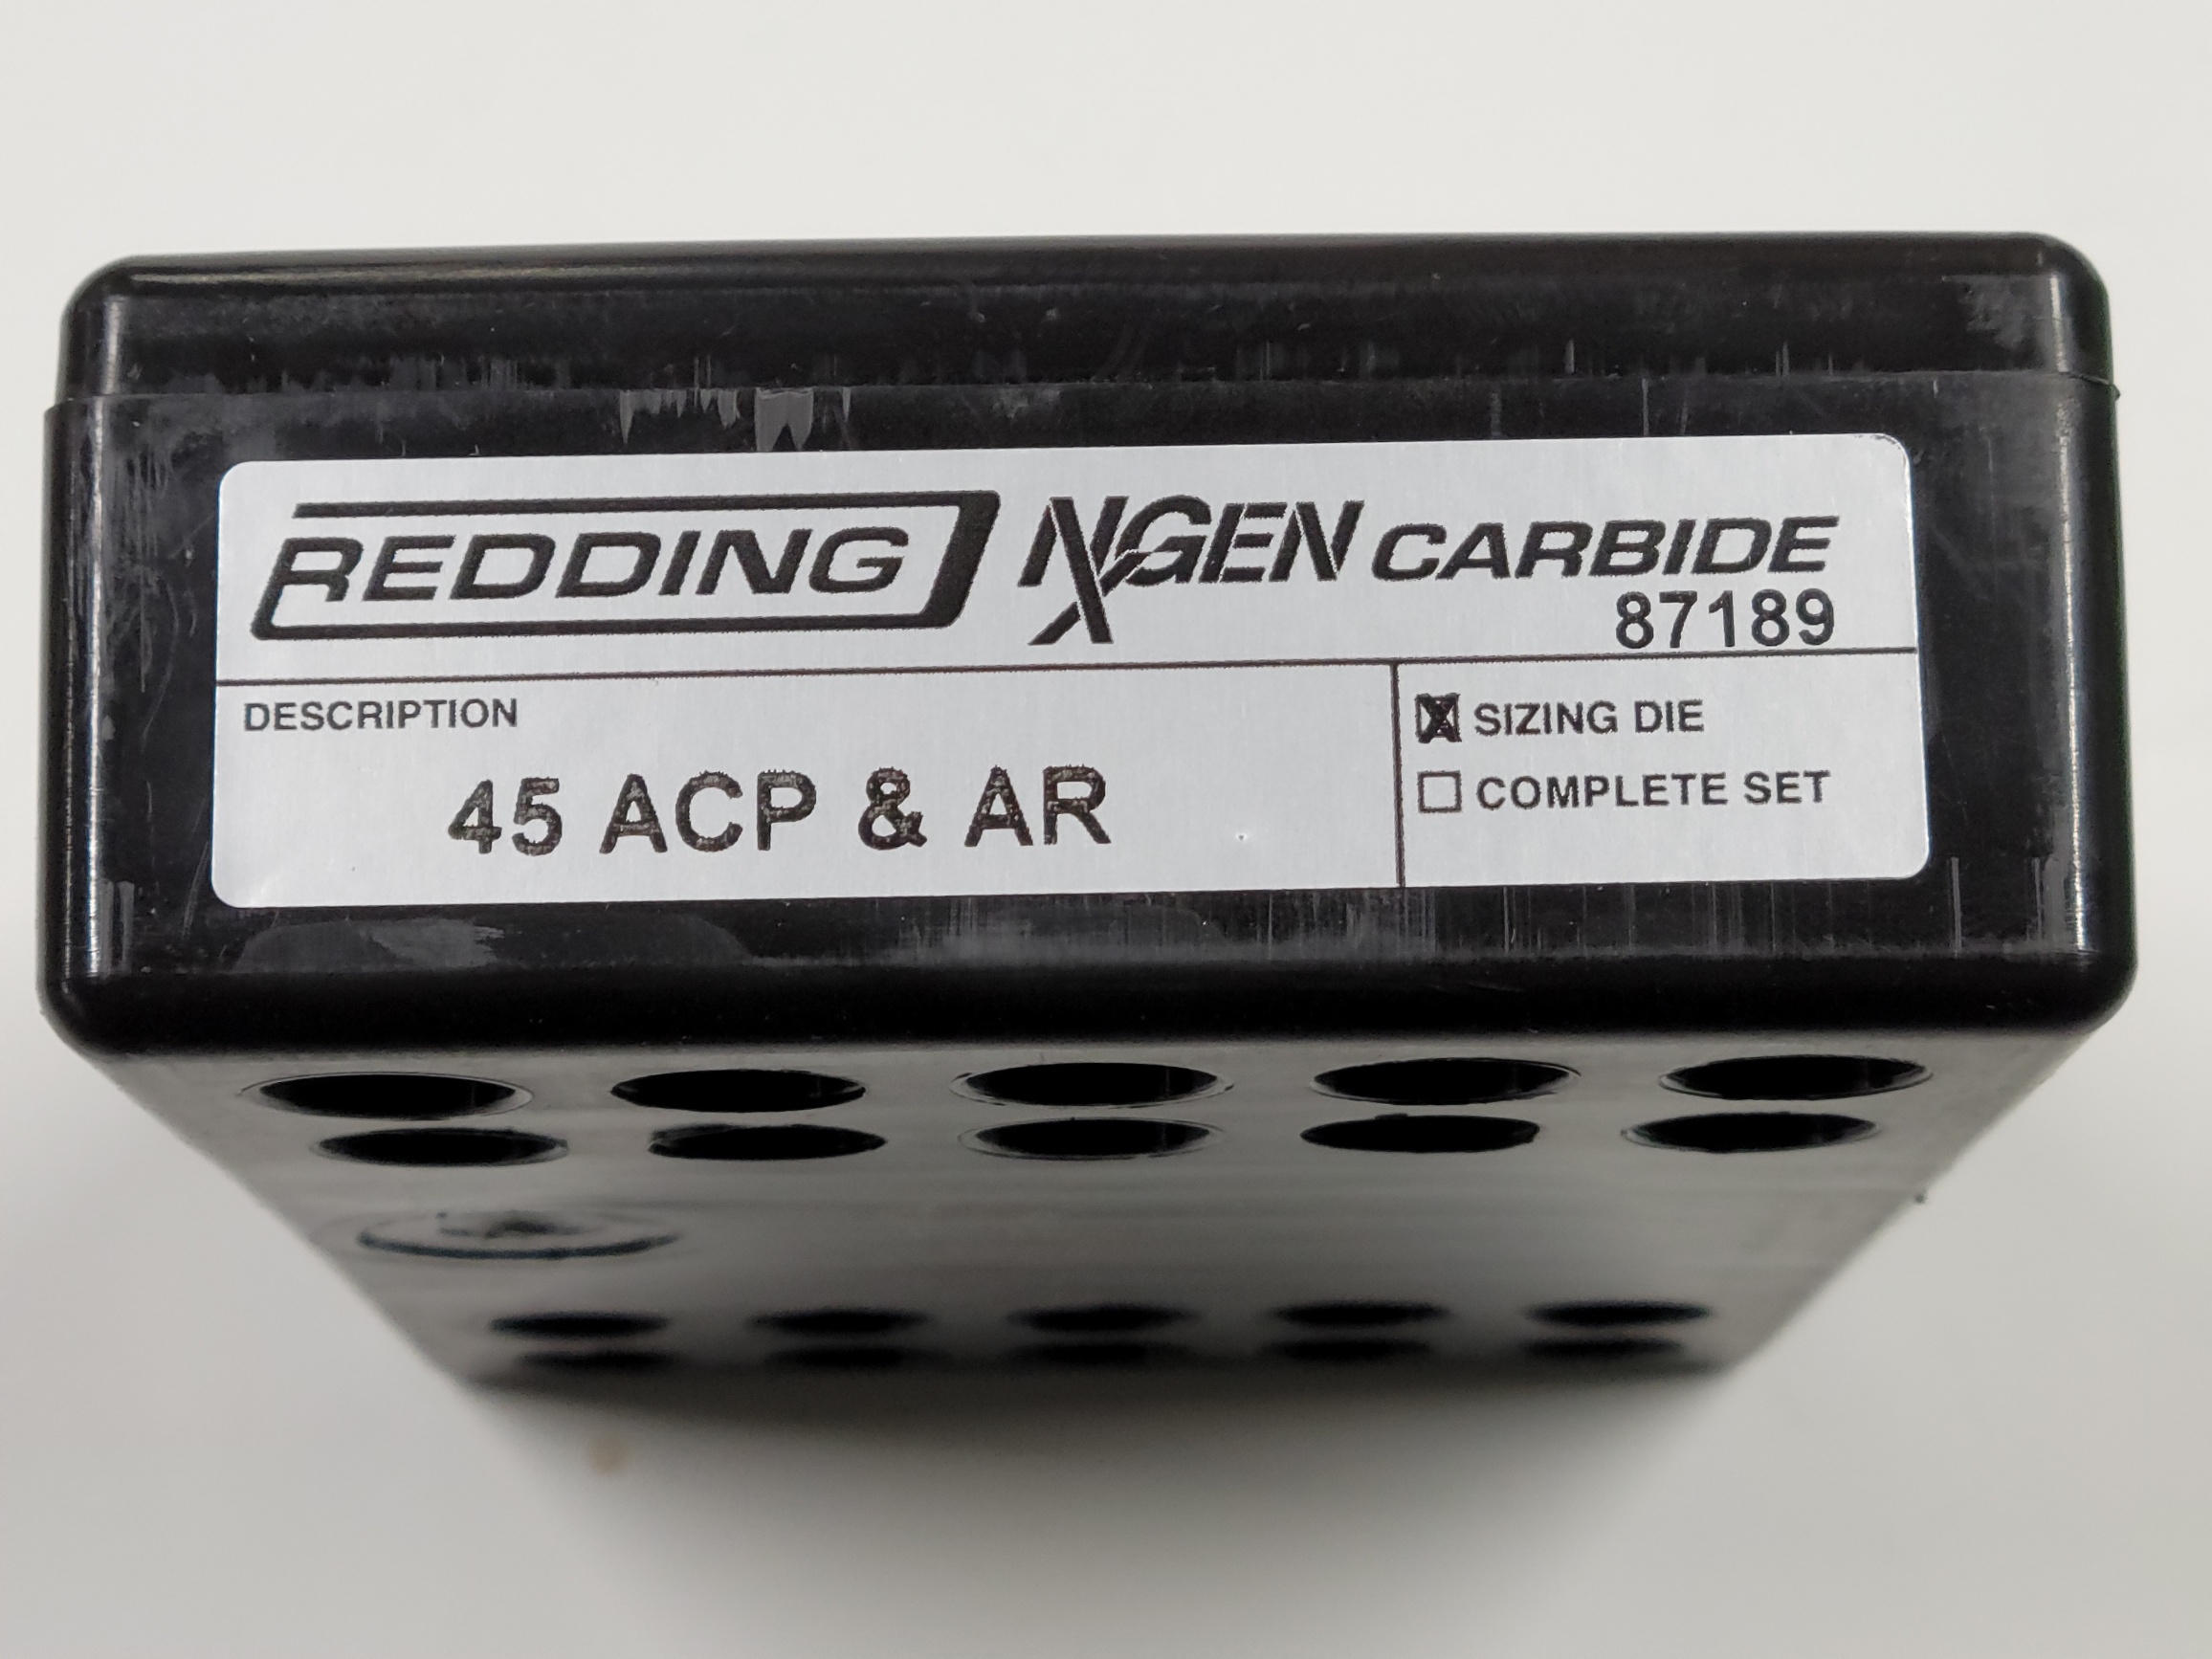 REDDING NXGEN CARBIDE
87189
DESCRIPTION
45 ACP & AR
☒ SIZING DIE
☐ COMPLETE SET